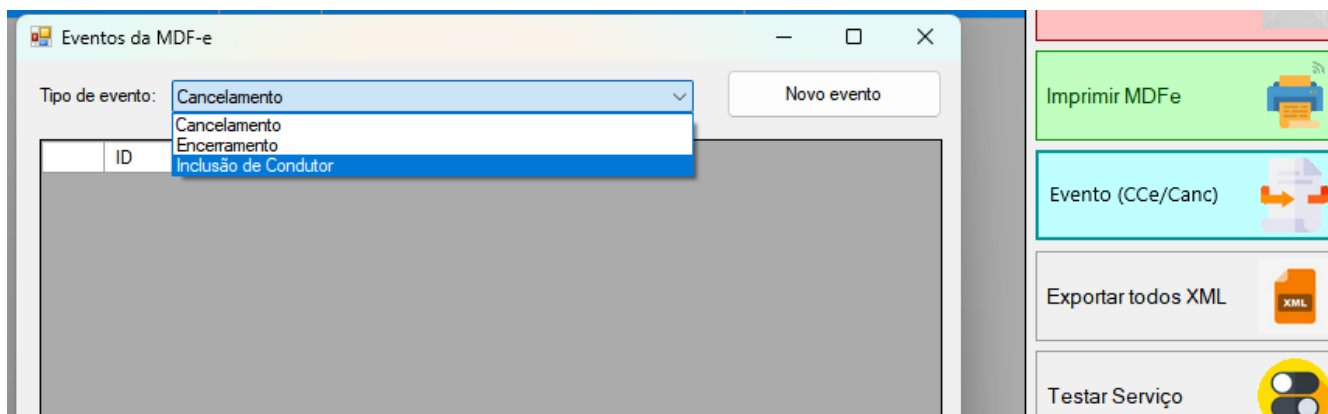 Eventos da MDF-e
Tipo de evento:
Cancelamento
Novo evento
Cancelamento
Encerramento
Inclusão de Condutor
ID
Imprimir MDFe
Evento (CCe/Canc)
Exportar todos XML
XML
Testar Serviço